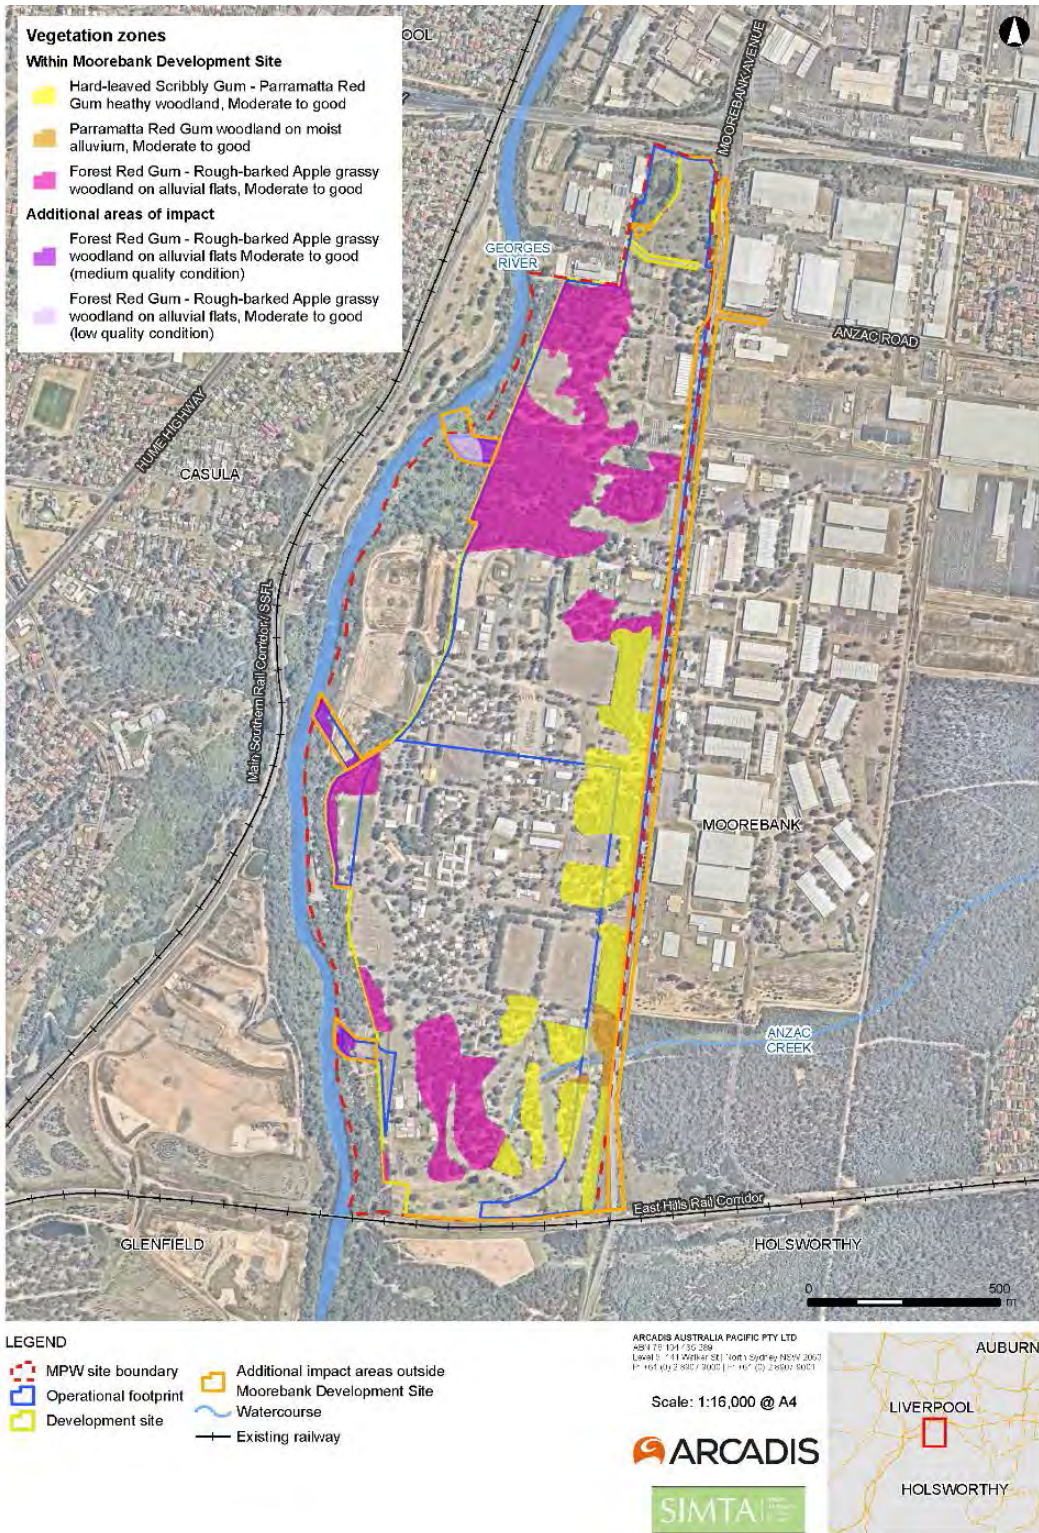 Vegetation zones
Within Moorebank Development Site
Hard-leaved Scribbly Gum - Parramatta Red
Gum heathy woodland, Moderate to good
Parramatta Red Gum woodland on moist
alluvium, Moderate to good
Forest Red Gum - Rough-barked Apple grassy
woodland on alluvial flats, Moderate to good
Additional areas of impact
Forest Red Gum - Rough-barked Apple grassy
woodland on alluvial flats Moderate to good
(medium quality condition)
Forest Red Gum - Rough-barked Apple grassy
woodland on alluvial flats, Moderate to good
(low quality condition)
OOL
MOOREBANK AVENUE
GEORGES
RIVER
ANZAC ROAD
HUME HIGHWAY
CASULA
Main Southern Rail Corridor / SSFL
MOOREBANK
ANZAC
CREEK
East Hills Rail Corridor
GLENFIELD
HOLSWORTHY
0 500
m
LEGEND
MPW site boundary
Operational footprint
Development site
Additional impact areas outside
Moorebank Development Site
Watercourse
Existing railway
ARCADIS AUSTRALIA PACIFIC PTY LTD
Scale: 1:16,000 @ A4
ARCADIS
SIMTA
AUBURN
LIVERPOOL
HOLSWORTHY